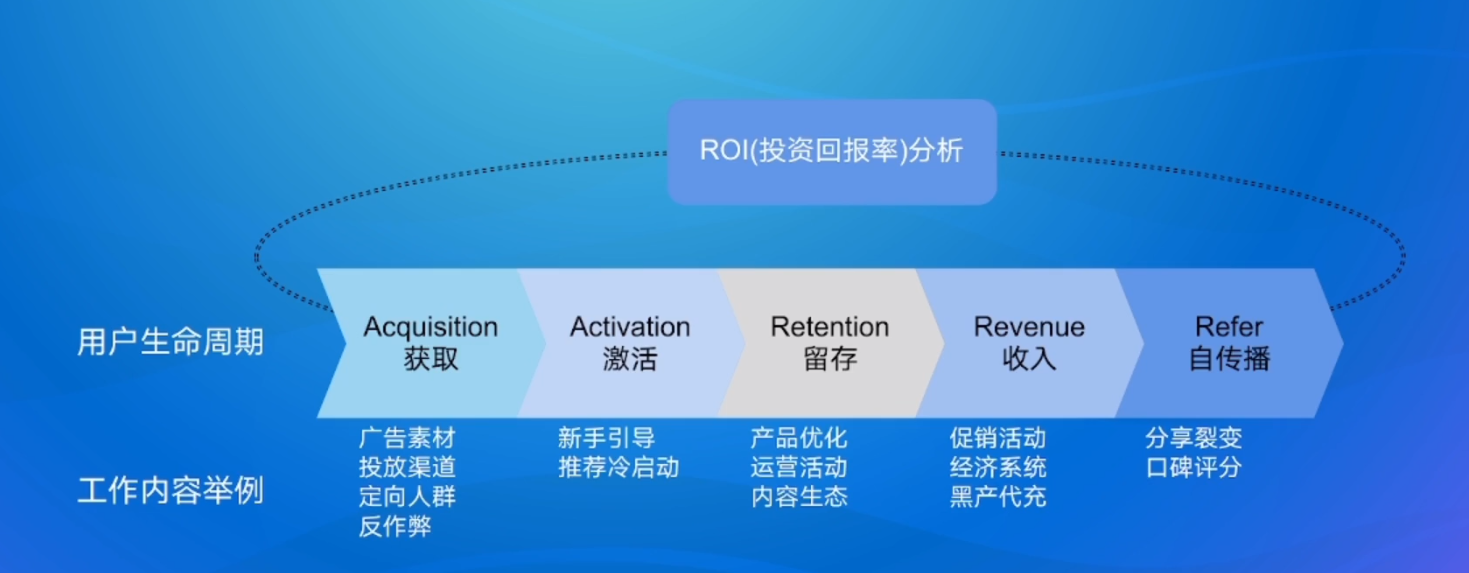 ROI(投资回报率)分析
用户生命周期
Acquisition
获取
Activation
激活
Retention
留存
Revenue
收入
Refer
自传播
工作内容举例
广告素材
投放渠道
定向人群
反作弊
新手引导
推荐冷启动
产品优化
运营活动
内容生态
促销活动
经济系统
黑产代充
分享裂变
口碑评分